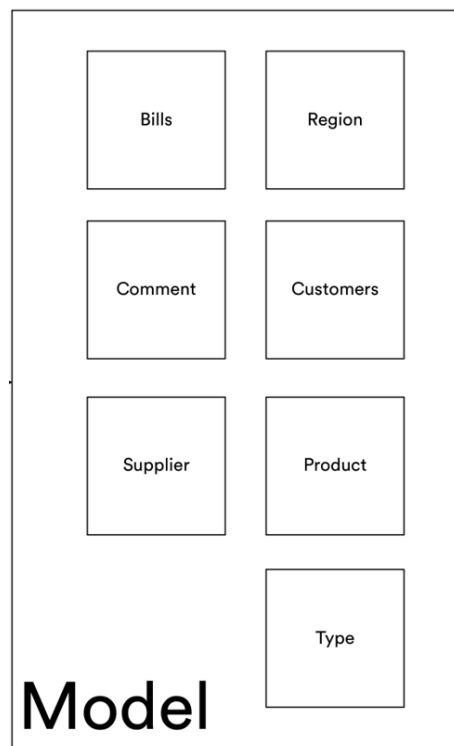 Bills
Region
Comment
Customers
Supplier
Product
Type
Model